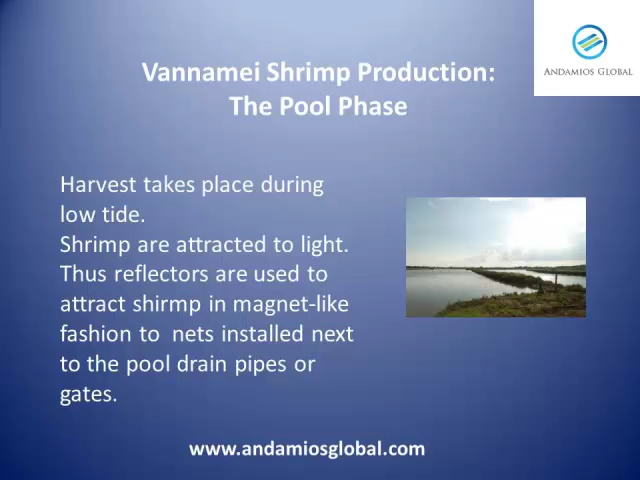 ANDAMIOS GLOBAL
Vannamei Shrimp Production:
The Pool Phase
Harvest takes place during
low tide.
Shrimp are attracted to light.
Thus reflectors are used to
attract shirmp in magnet-like
fashion to  nets installed next
to the pool drain pipes or
gates.
www.andamiosglobal.com